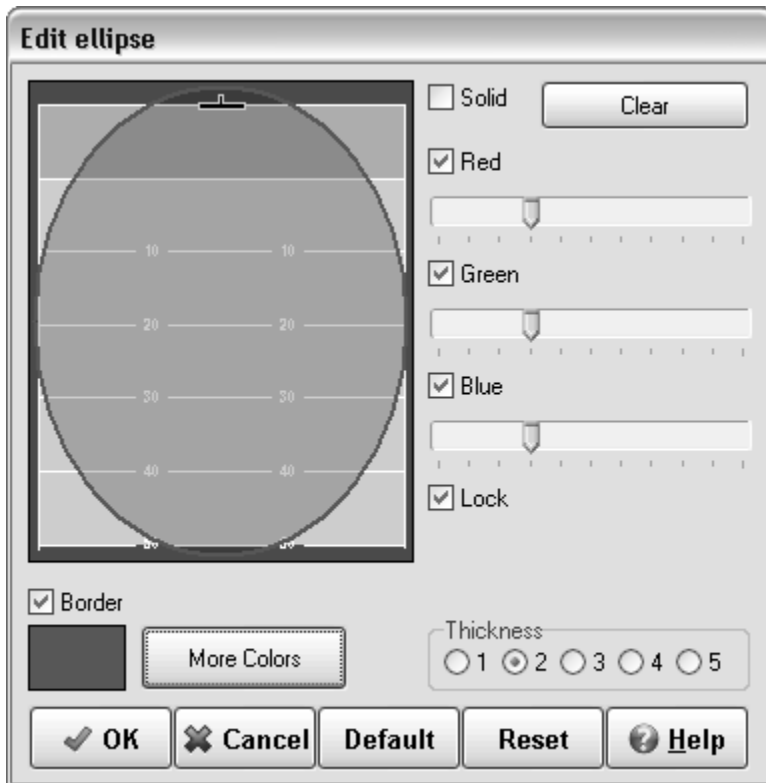 Edit ellipse
Solid
Clear
Red
10 10
Green
20 20
30 30
Blue
40 40
Lock
Border
More Colors
Thickness
1 2 3 4 5
OK Cancel Default Reset Help